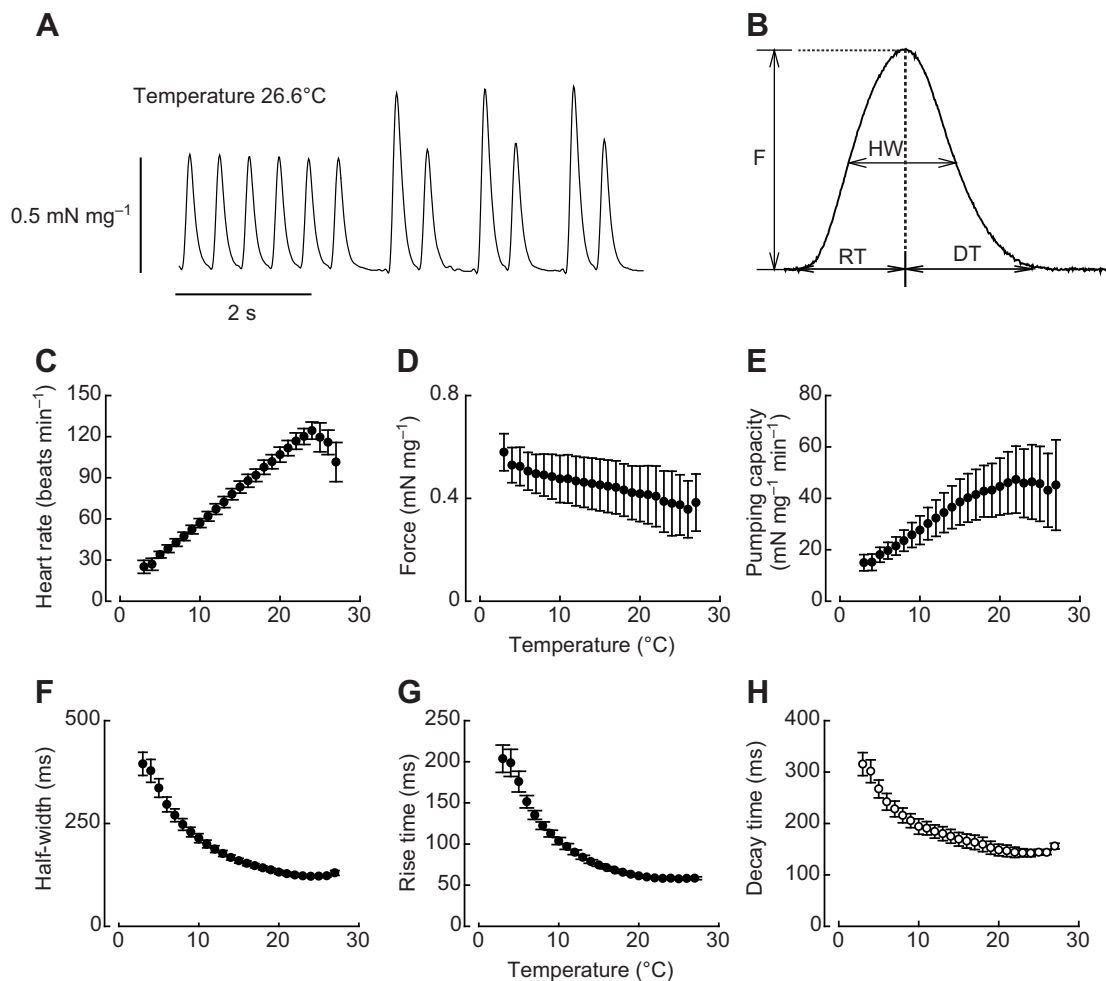 A
B
Temperature 26.6°C
0.5 mN mg⁻¹
2 s
F
HW
RT
DT
C
D
E
Heart rate (beats min⁻¹)
150
120
90
60
30
0
0 10 20 30
Force (mN mg⁻¹)
0.8
0.4
0
0 10 20 30
Temperature (°C)
Pumping capacity
(mN mg⁻¹ min⁻¹)
80
60
40
20
0
0 10 20 30
F
G
H
Half-width (ms)
500
250
0
0 10 20 30
Rise time (ms)
250
200
150
100
50
0
0 10 20 30
Temperature (°C)
Decay time (ms)
400
300
200
100
0
0 10 20 30